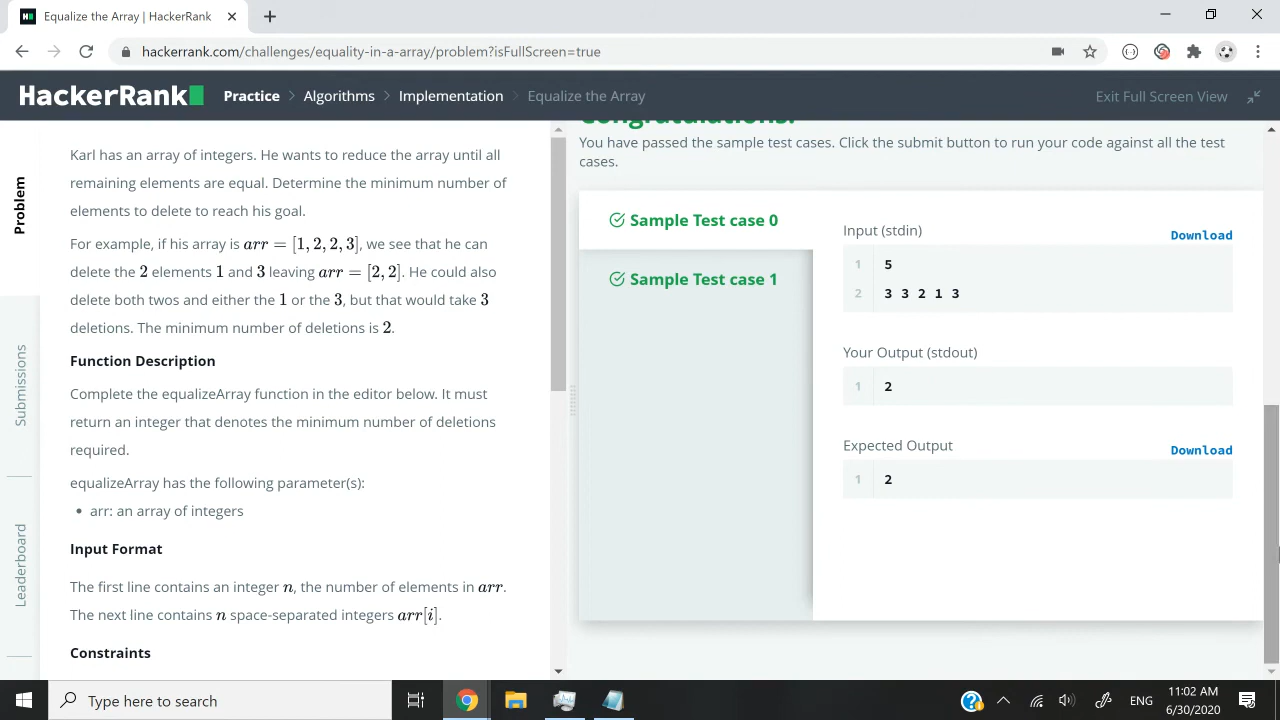 Equalize the Array | HackerRank
hackerrank.com/challenges/equality-in-a-array/problem?isFullScreen=true
HackerRank
Practice > Algorithms > Implementation > Equalize the Array
Exit Full Screen View
Problem
Submissions
Leaderboard
Karl has an array of integers. He wants to reduce the array until all
remaining elements are equal. Determine the minimum number of
elements to delete to reach his goal.
For example, if his array is arr = [1, 2, 2, 3], we see that he can
delete the 2 elements 1 and 3 leaving arr = [2, 2]. He could also
delete both twos and either the 1 or the 3, but that would take 3
deletions. The minimum number of deletions is 2.
Function Description
Complete the equalizeArray function in the editor below. It must
return an integer that denotes the minimum number of deletions
required.
equalizeArray has the following parameter(s):
• arr: an array of integers
Input Format
The first line contains an integer n, the number of elements in arr.
The next line contains n space-separated integers arr[i].
Constraints
Congratulations!
You have passed the sample test cases. Click the submit button to run your code against all the test
cases.
Sample Test case 0
Sample Test case 1
Input (stdin)
Download
1 5
2 3 3 2 1 3
Your Output (stdout)
1 2
Expected Output
Download
1 2
Type here to search
ENG
11:02 AM
6/30/2020